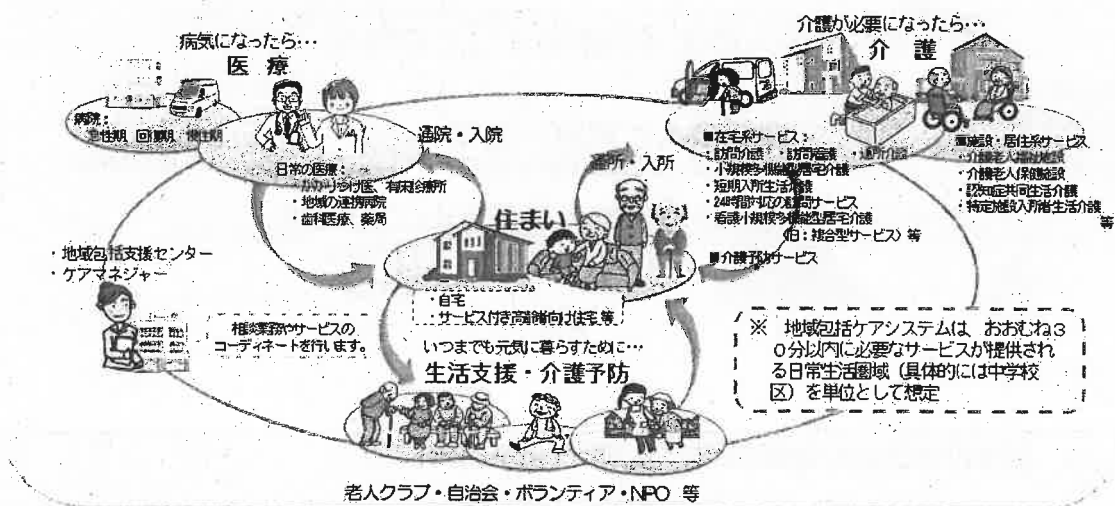 病気になったら…
医療
病院:
急性期 回復期 慢性期
日常の医療:
・かかりつけ医、有床診療所
・地域の連携病院
・歯科医療、薬局
通院・入院
介護が必要になったら…
介護
通所・入所
■在宅系サービス:
・訪問介護 ・訪問看護 ・通所介護
・小規模多機能型居宅介護
・短期入所生活介護
・24時間対応の訪問サービス
・看護小規模多機能型居宅介護
(旧:複合型サービス)等
■介護予防サービス
■施設・居住系サービス
・介護老人福祉施設
・介護老人保健施設
・認知症共同生活介護
・特定施設入所者生活介護
等
住まい
・自宅
・サービス付き高齢者向け住宅 等
・地域包括支援センター
・ケアマネジャー
相談業務やサービスの
コーディネートを行います。
いつまでも元気に暮らすために…
生活支援・介護予防
老人クラブ・自治会・ボランティア・NPO 等
※ 地域包括ケアシステムは、おおむね3
0分以内に必要なサービスが提供され
る日常生活圏域(具体的には中学校
区)を単位として想定